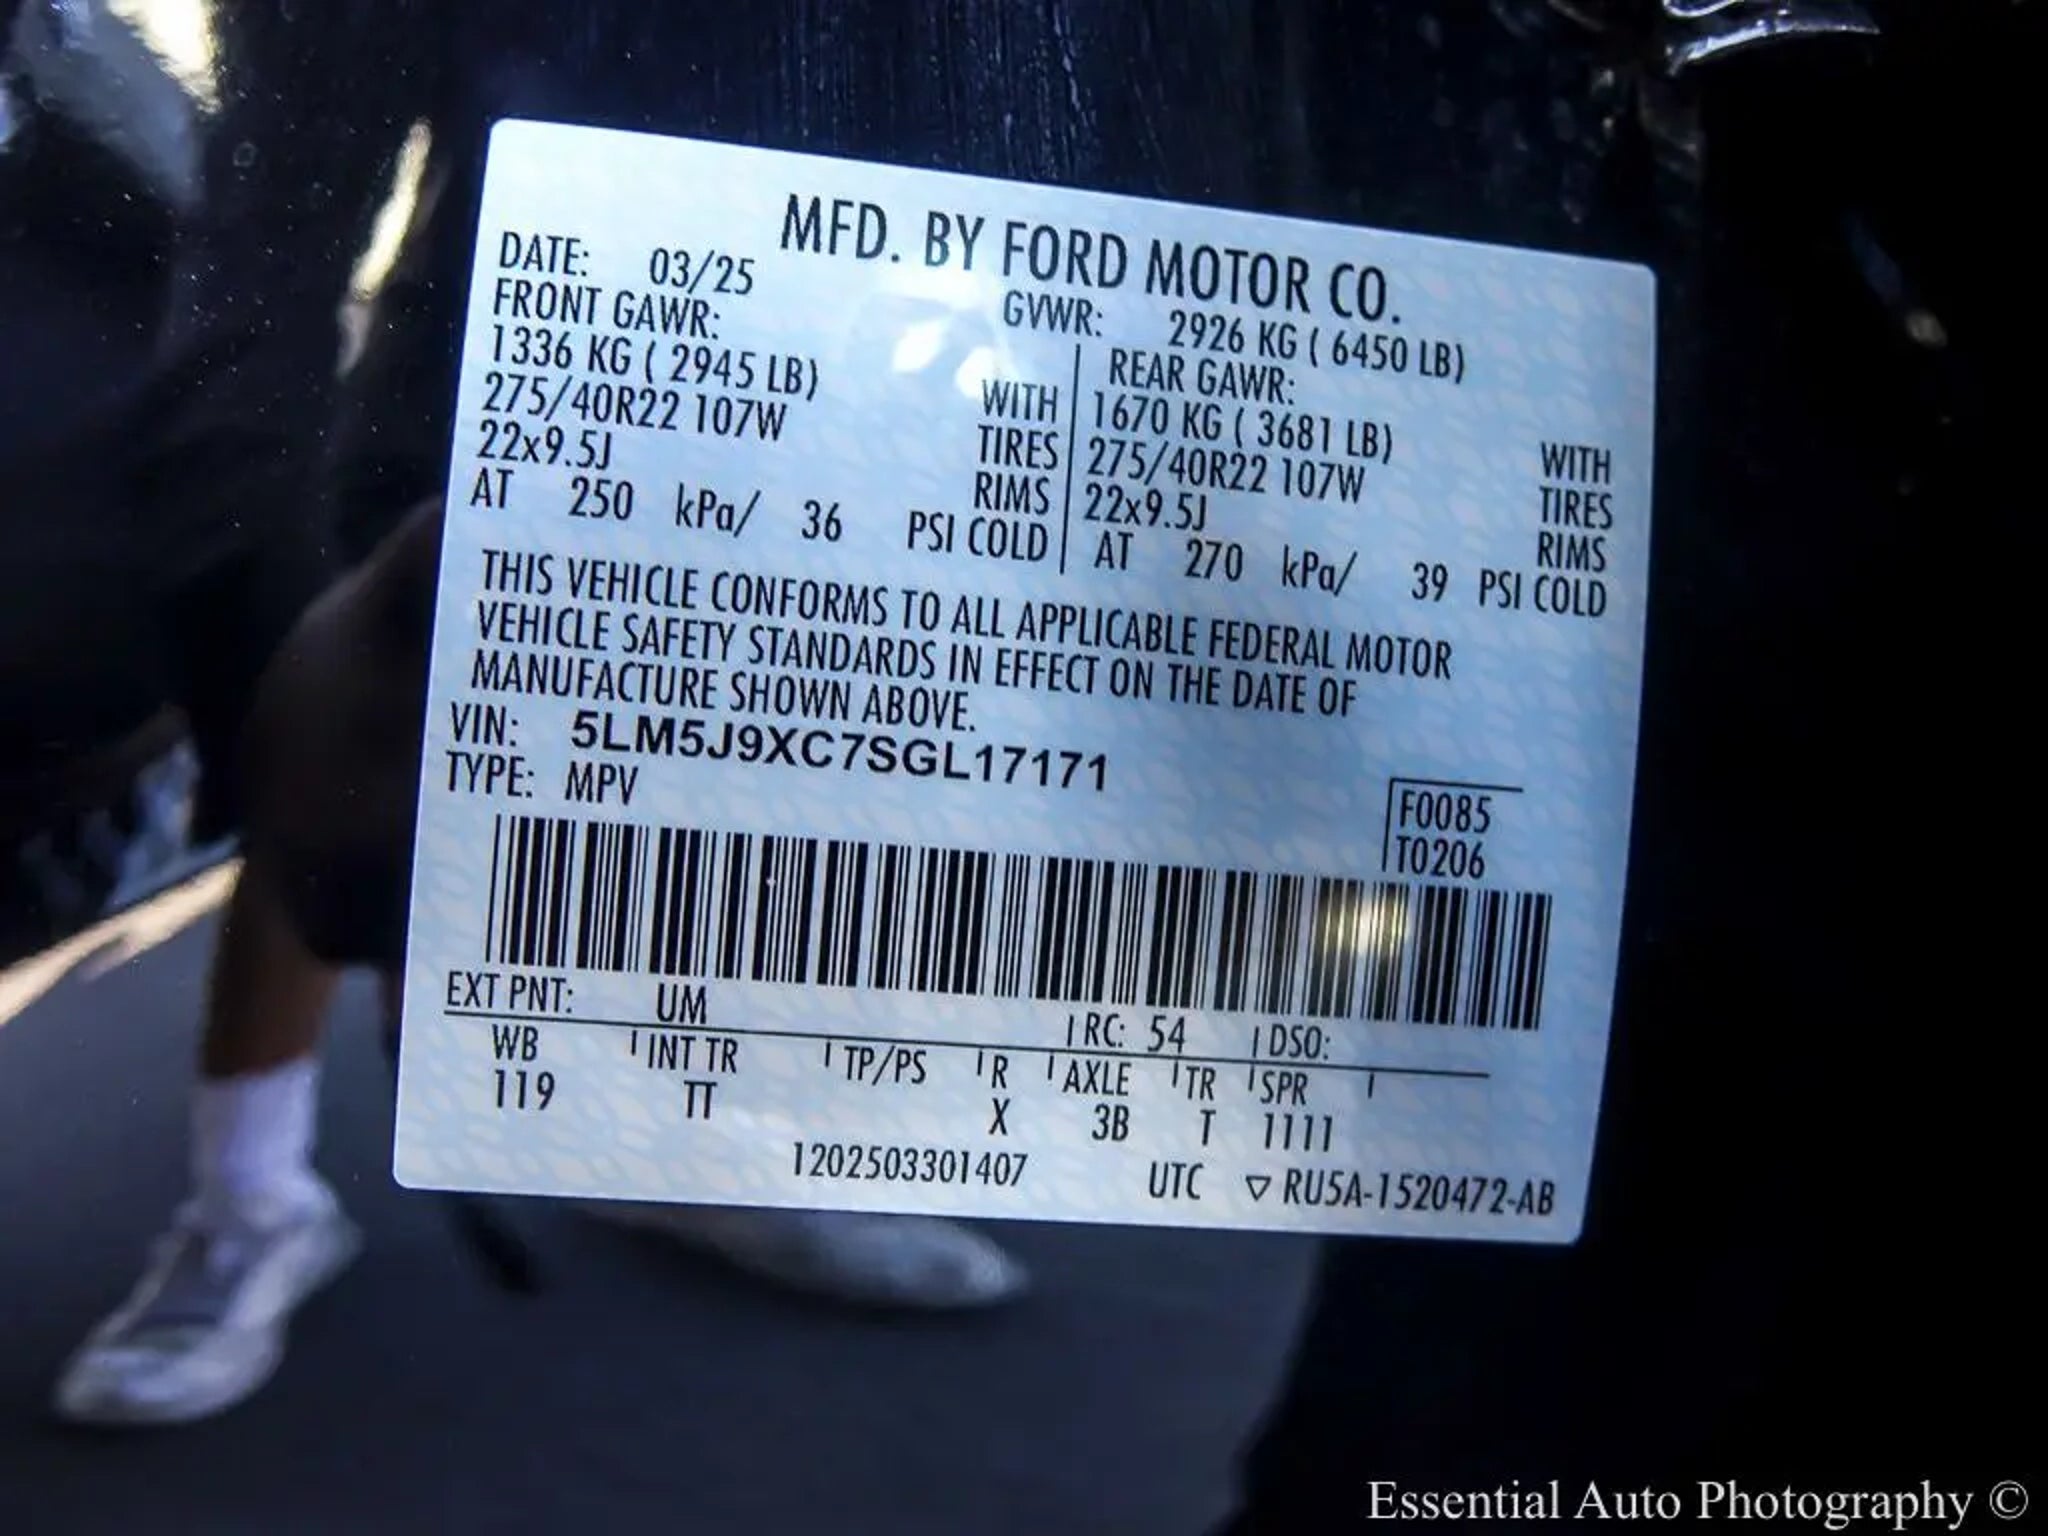 MFD. BY FORD MOTOR CO.
DATE: 03/25 GVWR: 2926 KG ( 6450 LB)
FRONT GAWR: REAR GAWR:
1336 KG ( 2945 LB) WITH 1670 KG ( 3681 LB) WITH
275/40R22 107W TIRES 275/40R22 107W TIRES
22x9.5J RIMS 22x9.5J RIMS
AT 250 kPa/ 36 PSI COLD AT 270 kPa/ 39 PSI COLD
THIS VEHICLE CONFORMS TO ALL APPLICABLE FEDERAL MOTOR
VEHICLE SAFETY STANDARDS IN EFFECT ON THE DATE OF
MANUFACTURE SHOWN ABOVE.
VIN: 5LM5J9XC7SGL17171
TYPE: MPV
F0085
T0206
EXT PNT: UM RC: 54 DSO:
WB INT TR TP/PS R AXLE TR SPR
119 TT X 3B T 1111
1202503301407 UTC ▽ RU5A-1520472-AB
Essential Auto Photography ©